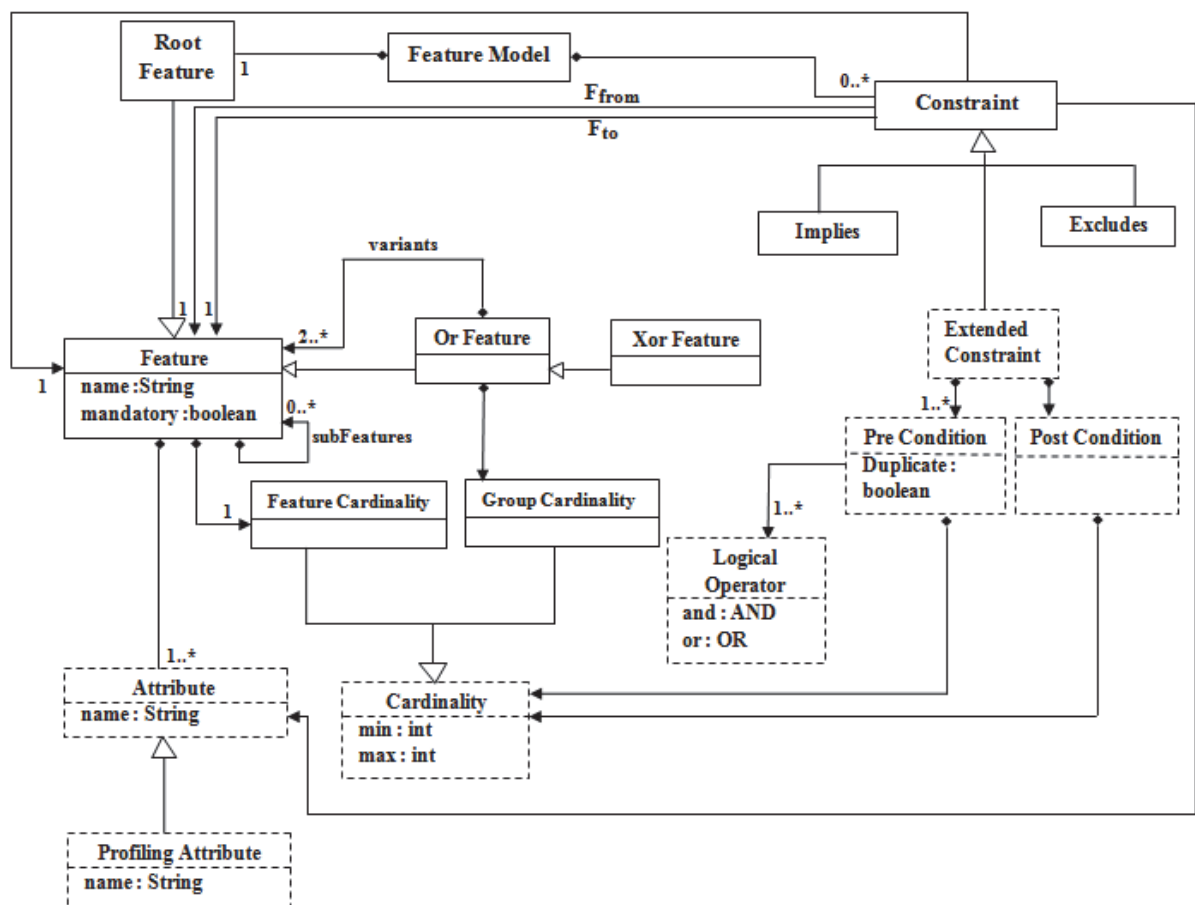 Root
Feature
1
Feature Model
0..*
Constraint
Ffrom
Fto
Implies
Excludes
variants
1
1
2..*
Or Feature
Xor Feature
Extended
Constraint
Feature
1
name :String
mandatory :boolean
0..*
subFeatures
1..*
Pre Condition
Duplicate :
boolean
Post Condition
Feature Cardinality
1
Group Cardinality
1..*
Logical
Operator
and : AND
or : OR
1..*
Attribute
name : String
Cardinality
min : int
max : int
Profiling Attribute
name : String